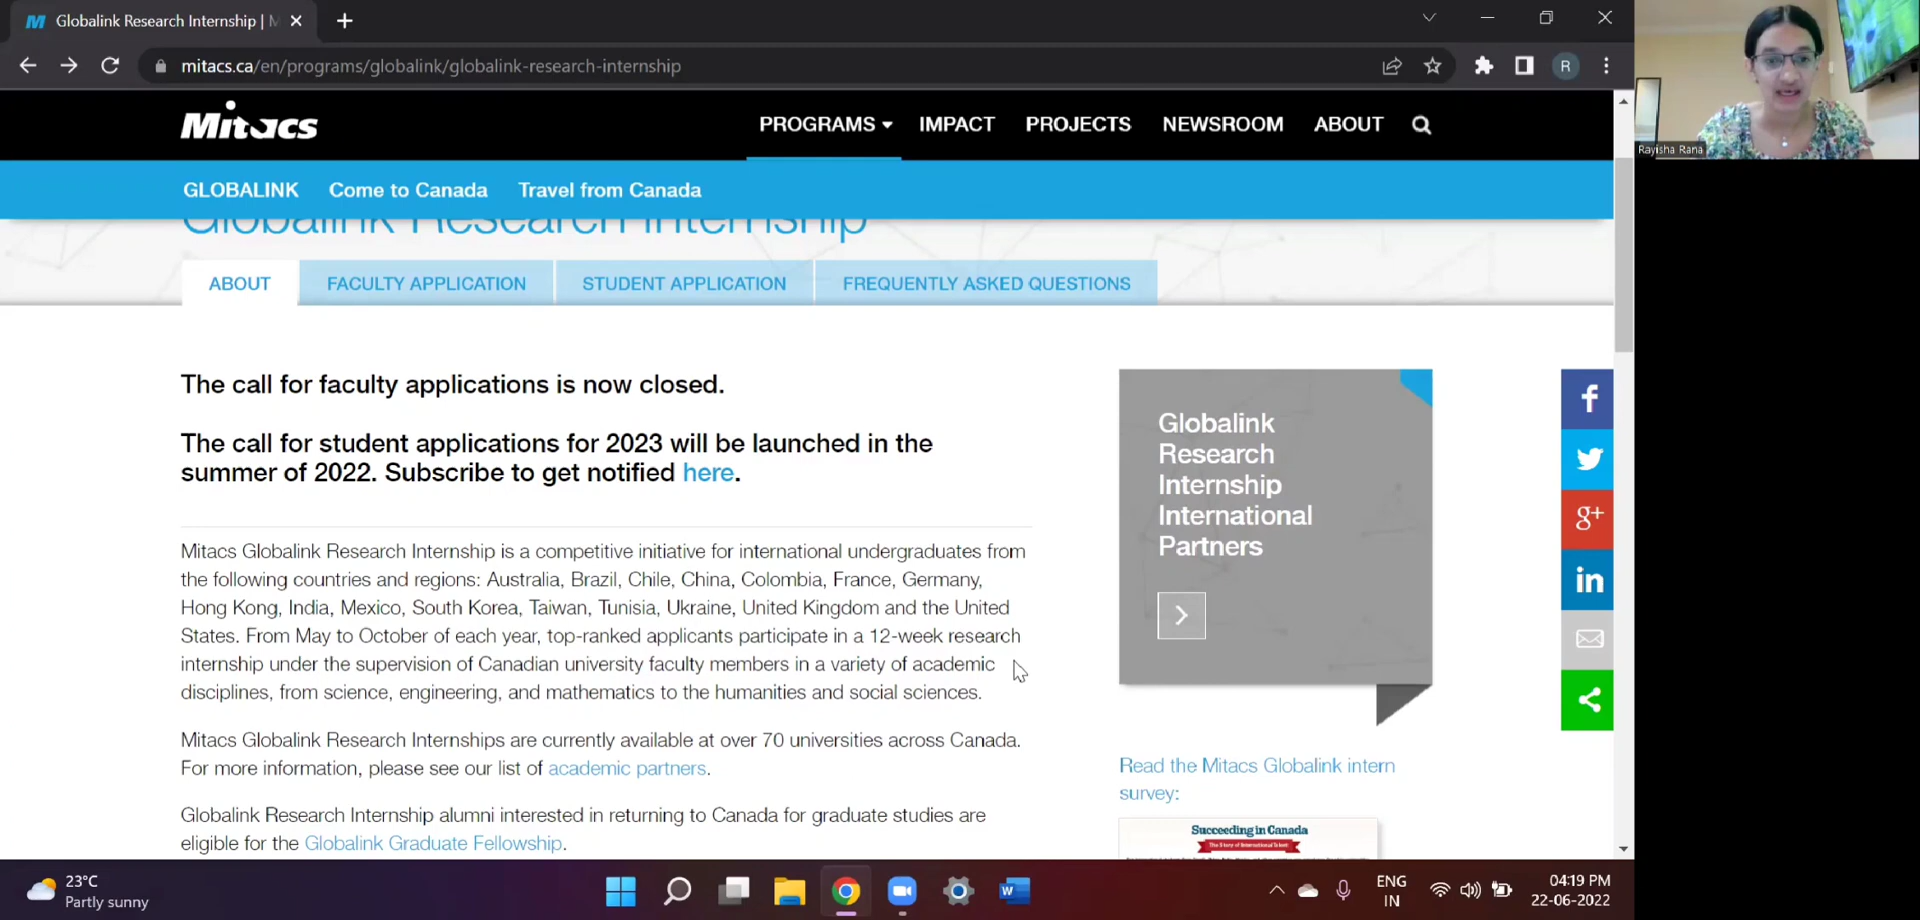 Globalink Research Internship | M
mitacs.ca/en/programs/globalink/globalink-research-internship
R
Mitacs
PROGRAMS
IMPACT
PROJECTS
NEWSROOM
ABOUT
GLOBALINK
Come to Canada
Travel from Canada
Globalink Research Internship
ABOUT
FACULTY APPLICATION
STUDENT APPLICATION
FREQUENTLY ASKED QUESTIONS
The call for faculty applications is now closed.
The call for student applications for 2023 will be launched in the
summer of 2022. Subscribe to get notified here.
Mitacs Globalink Research Internship is a competitive initiative for international undergraduates from
the following countries and regions: Australia, Brazil, Chile, China, Colombia, France, Germany,
Hong Kong, India, Mexico, South Korea, Taiwan, Tunisia, Ukraine, United Kingdom and the United
States. From May to October of each year, top-ranked applicants participate in a 12-week research
internship under the supervision of Canadian university faculty members in a variety of academic
disciplines, from science, engineering, and mathematics to the humanities and social sciences.
Mitacs Globalink Research Internships are currently available at over 70 universities across Canada.
For more information, please see our list of academic partners.
Globalink Research Internship alumni interested in returning to Canada for graduate studies are
eligible for the Globalink Graduate Fellowship.
Globalink
Research
Internship
International
Partners
Read the Mitacs Globalink intern
survey:
Succeeding in Canada
The Story of International Talent
f
g+
in
Rayisha Rana
23°C
Partly sunny
W
ENG
IN
04:19 PM
22-06-2022